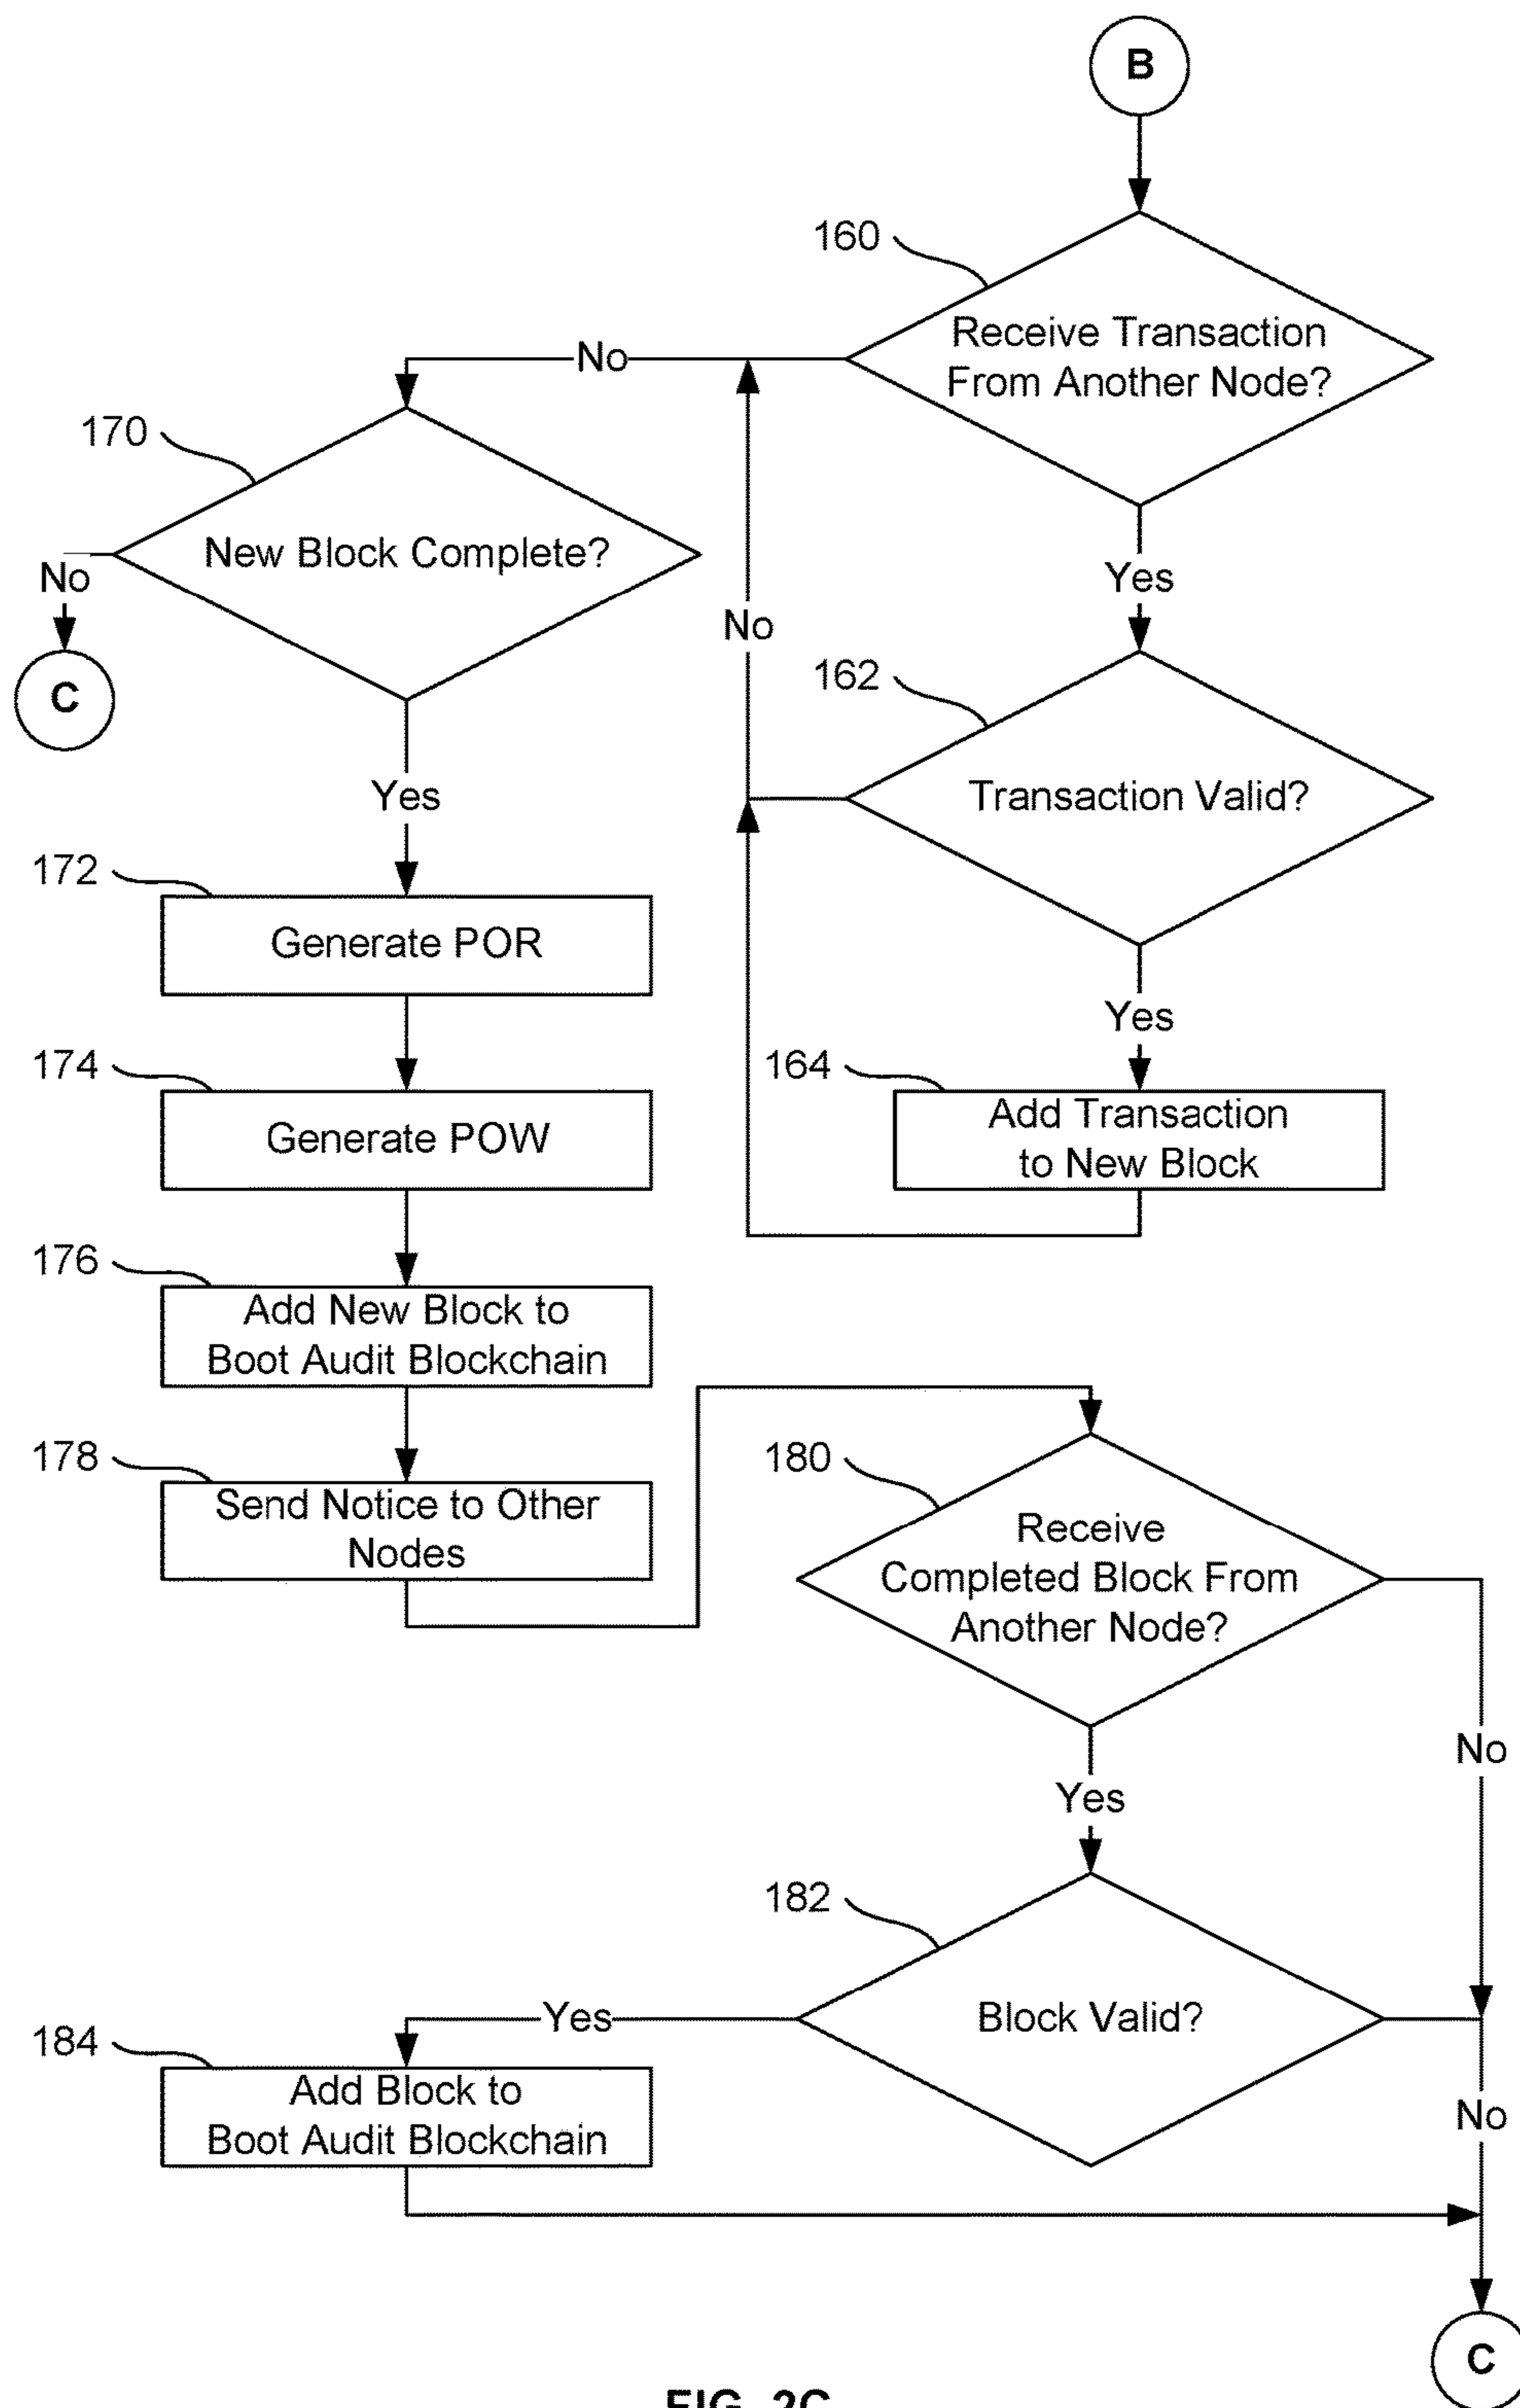 B
160
Receive Transaction
From Another Node?
No
170
New Block Complete?
No
C
Yes
162
Transaction Valid?
No
Yes
172
Generate POR
Yes
164
Add Transaction
to New Block
174
Generate POW
176
Add New Block to
Boot Audit Blockchain
178
Send Notice to Other
Nodes
180
Receive
Completed Block From
Another Node?
No
Yes
182
Block Valid?
Yes
184
Add Block to
Boot Audit Blockchain
No
C
FIG. 2C